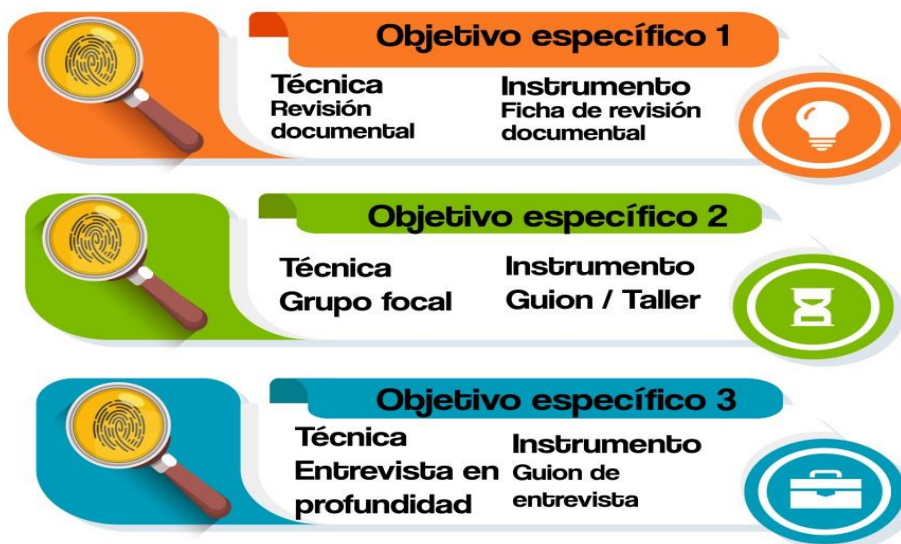 Objetivo específico 1
Técnica
Revisión
documental
Instrumento
Ficha de revisión
documental
Objetivo específico 2
Técnica
Grupo focal
Instrumento
Guion / Taller
Objetivo específico 3
Técnica
Entrevista en
profundidad
Instrumento
Guion de
entrevista